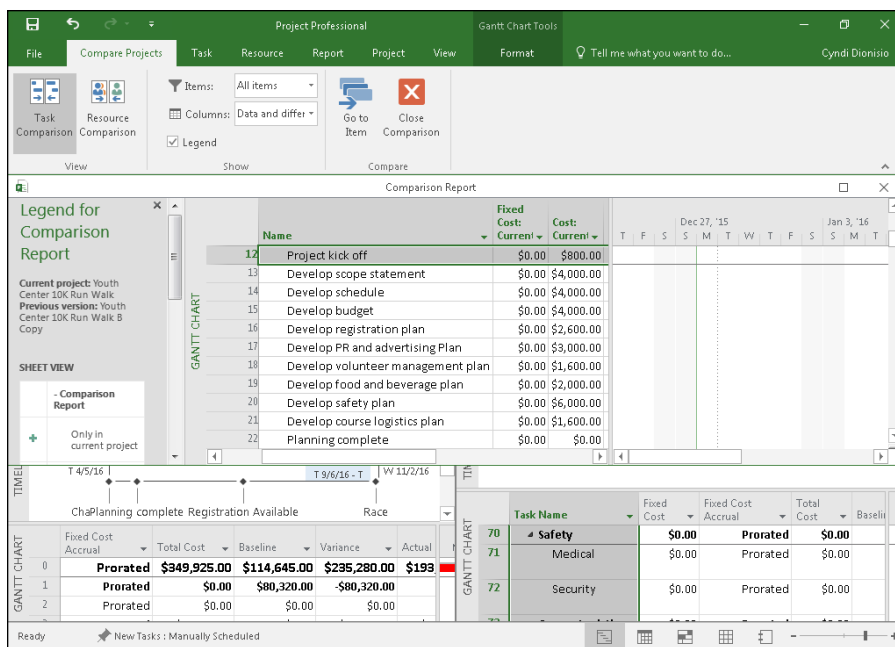 Project Professional
Gantt Chart Tools
File
Compare Projects
Task
Resource
Report
Project
View
Format
Tell me what you want to do...
Cyndi Dionisio
Task
Comparison
Resource
Comparison
View
Items:
All items
Columns:
Data and differ
Legend
Show
Go to
Item
Close
Comparison
Compare
Comparison Report
Legend for
Comparison
Report
Current project: Youth
Center 10K Run Walk
Previous version: Youth
Center 10K Run Walk B
Copy
SHEET VIEW
- Comparison
Report
Only in
current project
GANTT CHART
Name
Fixed
Cost:
Current
Cost:
Current
12 Project kick off $0.00 $800.00
13 Develop scope statement $0.00 $4,000.00
14 Develop schedule $0.00 $4,000.00
15 Develop budget $0.00 $4,000.00
16 Develop registration plan $0.00 $2,600.00
17 Develop PR and advertising Plan $0.00 $3,000.00
18 Develop volunteer management plan $0.00 $1,600.00
19 Develop food and beverage plan $0.00 $2,000.00
20 Develop safety plan $0.00 $6,000.00
21 Develop course logistics plan $0.00 $1,600.00
22 Planning complete $0.00 $0.00
Dec 27, '15
Jan 3, '16
T F S S M T W T F S S M T
TIMEL
T 4/5/16
T 9/6/16 - T
W 11/2/16
ChaPlanning complete Registration Available
Race
GANTT CHART
Fixed Cost
Accrual
Total Cost
Baseline
Variance
Actual
0 Prorated $349,925.00 $114,645.00 $235,280.00 $193
1 Prorated $0.00 $80,320.00 -$80,320.00
2 Prorated $0.00 $0.00 $0.00
GANTT CHART
Task Name
Fixed
Cost
Fixed Cost
Accrual
Total
Cost
Baselin
70 Safety $0.00 Prorated $0.00
71 Medical $0.00 Prorated $0.00
72 Security $0.00 Prorated $0.00
Ready
New Tasks : Manually Scheduled